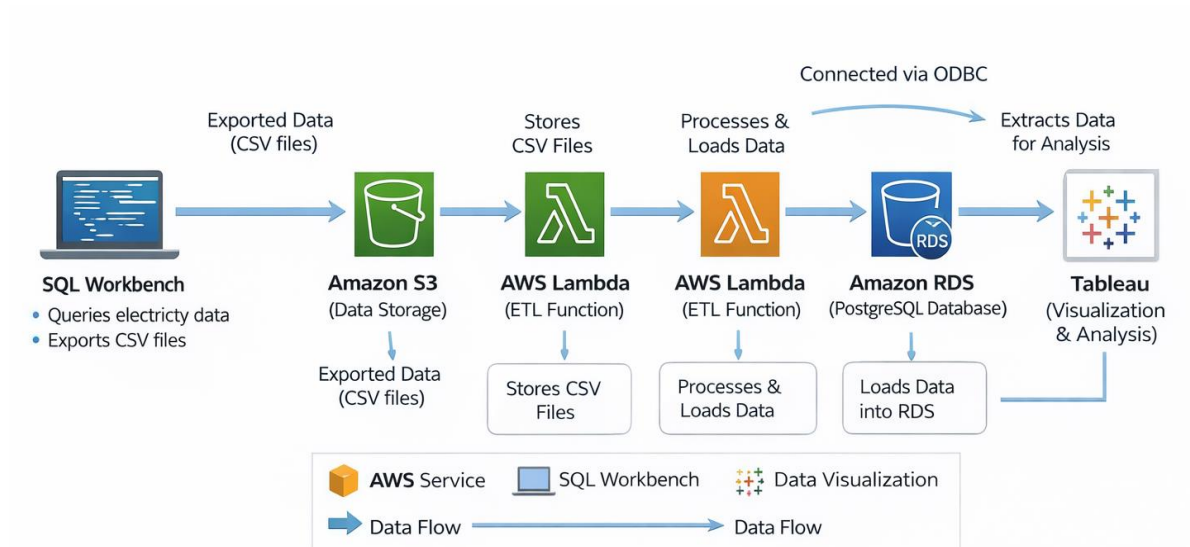 Connected via ODBC
Exported Data
(CSV files)
Stores
CSV Files
Processes &
Loads Data
Extracts Data
for Analysis
RDS
SQL Workbench
• Queries electricty data
• Exports CSV files
Amazon S3
(Data Storage)
AWS Lambda
(ETL Function)
AWS Lambda
(ETL Function)
Amazon RDS
(PostgreSQL Database)
Tableau
(Visualization
& Analysis)
Exported Data
(CSV files)
Stores CSV
Files
Processes &
Loads Data
Loads Data
into RDS
AWS Service
SQL Workbench
Data Visualization
Data Flow
Data Flow